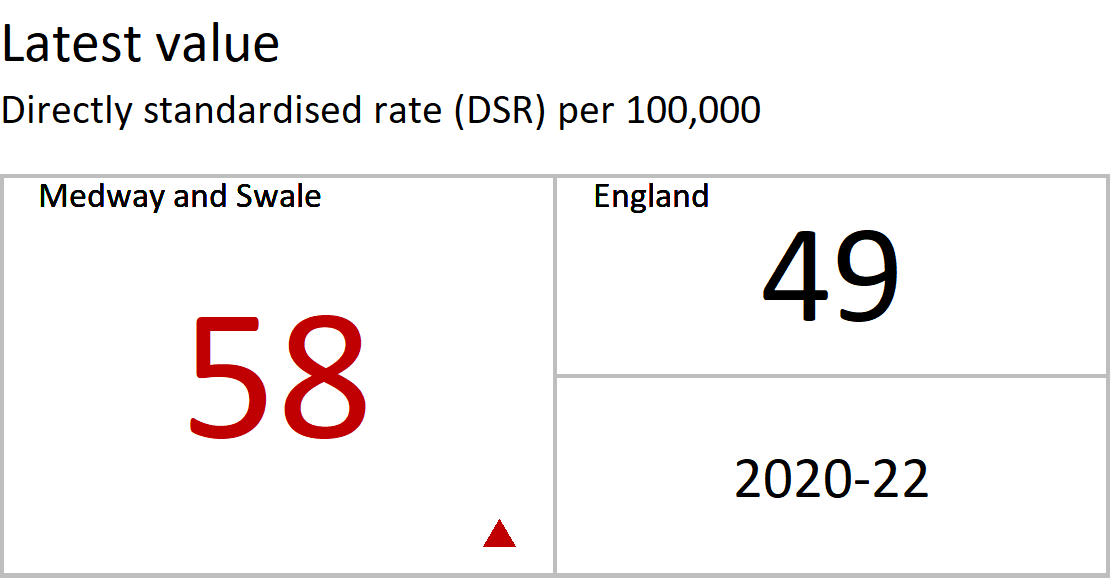 Latest value
Directly standardised rate (DSR) per 100,000
Medway and Swale
58
England
49
2020-22